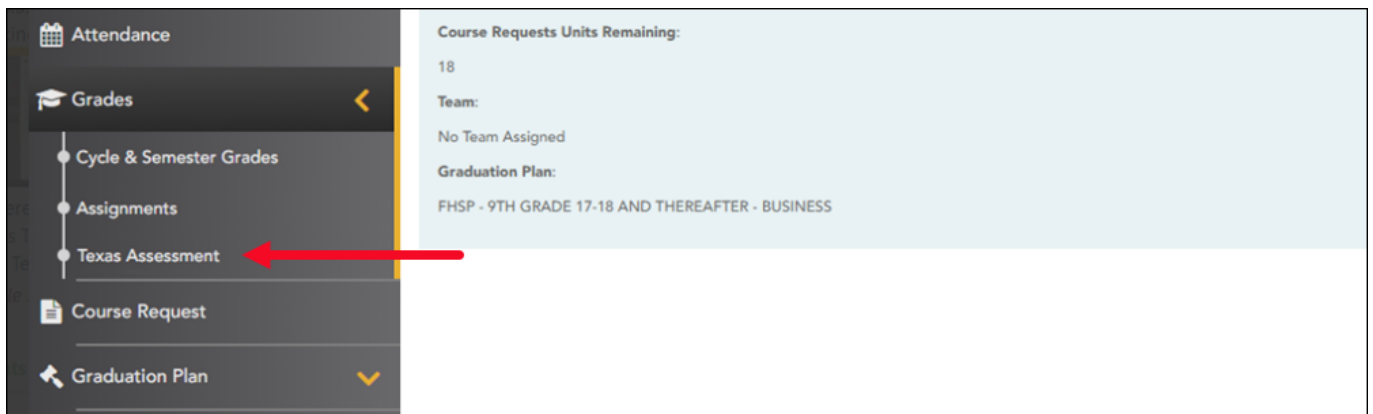 Attendance
Grades
Cycle & Semester Grades
Assignments
Texas Assessment
Course Request
Graduation Plan
Course Requests Units Remaining:
18
Team:
No Team Assigned
Graduation Plan:
FHSP - 9TH GRADE 17-18 AND THEREAFTER - BUSINESS